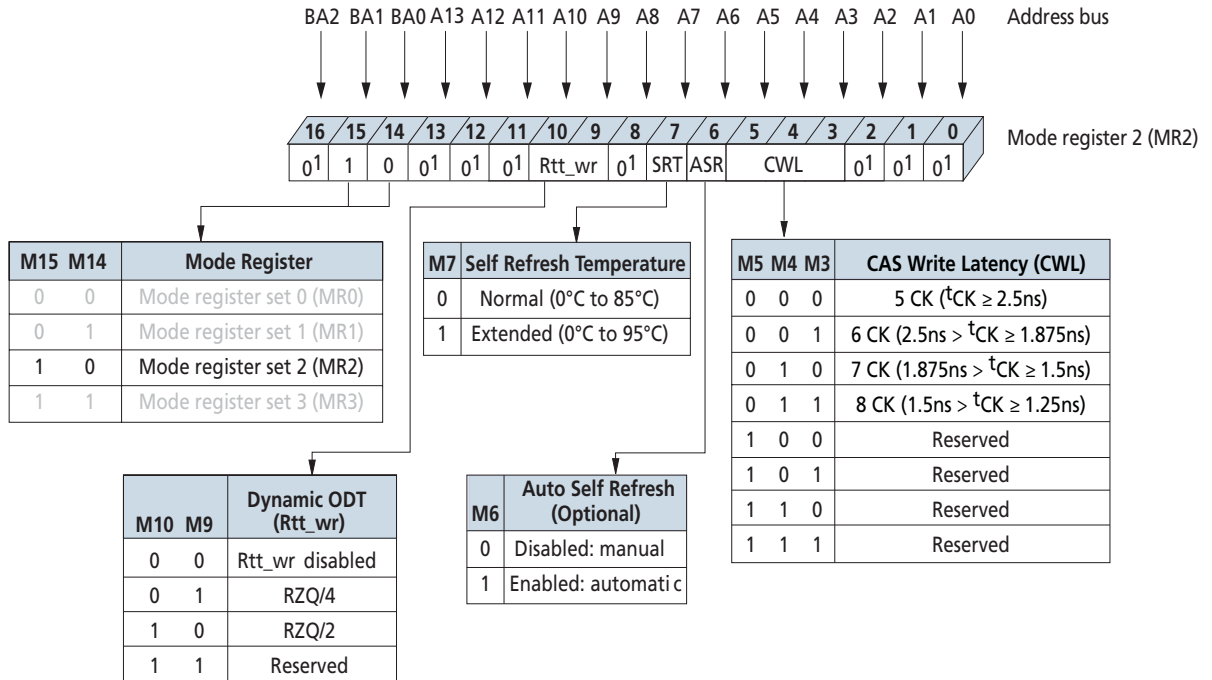 BA2 BA1 BA0 A13 A12 A11 A10 A9 A8 A7 A6 A5 A4 A3 A2 A1 A0 Address bus
16 15 14 13 12 11 10 9 8 7 6 5 4 3 2 1 0
Mode register 2 (MR2)
0¹ 1 0 0¹ 0¹ 0¹ Rtt_wr 0¹ SRT ASR CWL 0¹ 0¹ 0¹
M15 M14 Mode Register
0 0 Mode register set 0 (MR0)
0 1 Mode register set 1 (MR1)
1 0 Mode register set 2 (MR2)
1 1 Mode register set 3 (MR3)
M7 Self Refresh Temperature
0 Normal (0°C to 85°C)
1 Extended (0°C to 95°C)
M5 M4 M3 CAS Write Latency (CWL)
0 0 0 5 CK (ᵗCK ≥ 2.5ns)
0 0 1 6 CK (2.5ns > ᵗCK ≥ 1.875ns)
0 1 0 7 CK (1.875ns > ᵗCK ≥ 1.5ns)
0 1 1 8 CK (1.5ns > ᵗCK ≥ 1.25ns)
1 0 0 Reserved
1 0 1 Reserved
1 1 0 Reserved
1 1 1 Reserved
M10 M9 Dynamic ODT
(Rtt_wr)
0 0 Rtt_wr disabled
0 1 RZQ/4
1 0 RZQ/2
1 1 Reserved
M6 Auto Self Refresh
(Optional)
0 Disabled: manual
1 Enabled: automatic